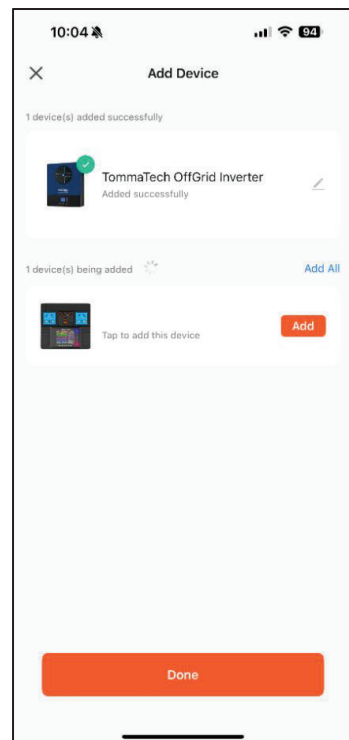 10:04
94
Add Device
1 device(s) added successfully
TommaTech OffGrid Inverter
Added successfully
1 device(s) being added
Add All
Tap to add this device
Add
Done